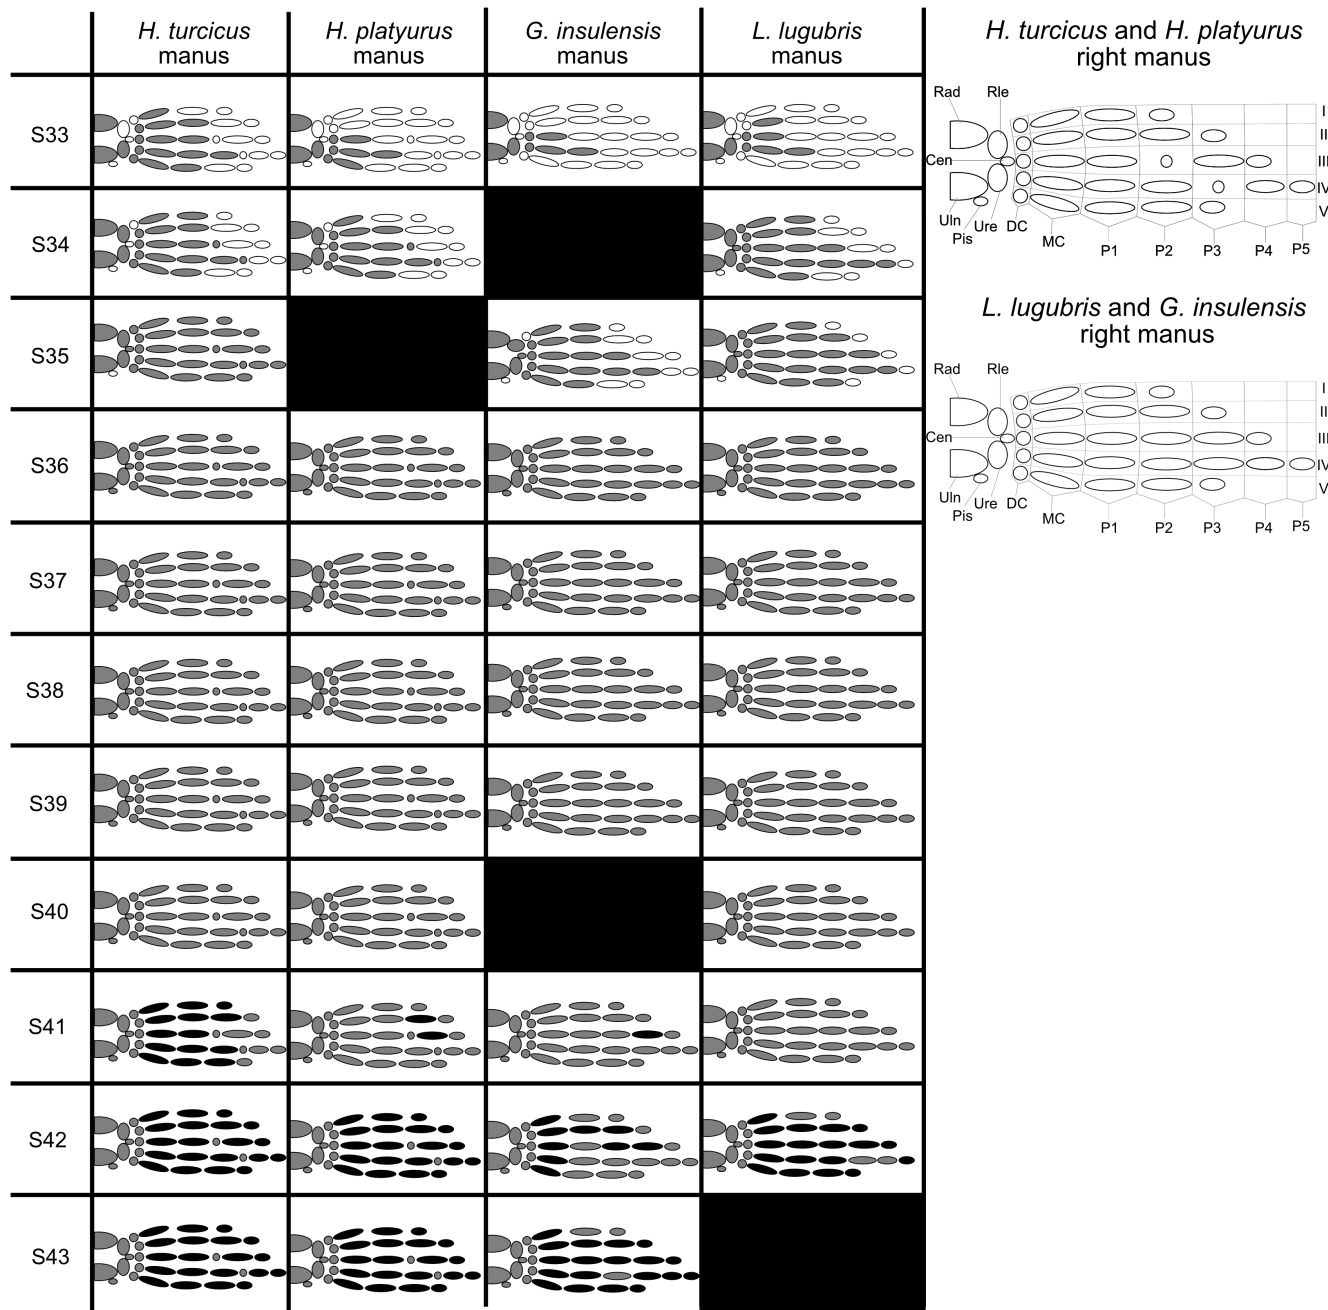 H. turcicus
manus
H. platyurus
manus
G. insulensis
manus
L. lugubris
manus
S33
S34
S35
S36
S37
S38
S39
S40
S41
S42
S43
H. turcicus and H. platyurus
right manus
Rad
Rle
Cen
Uln
Pis
Ure
DC
MC
P1
P2
P3
P4
P5
I
II
III
IV
V
L. lugubris and G. insulensis
right manus
Rad
Rle
Cen
Uln
Pis
Ure
DC
MC
P1
P2
P3
P4
P5
I
II
III
IV
V